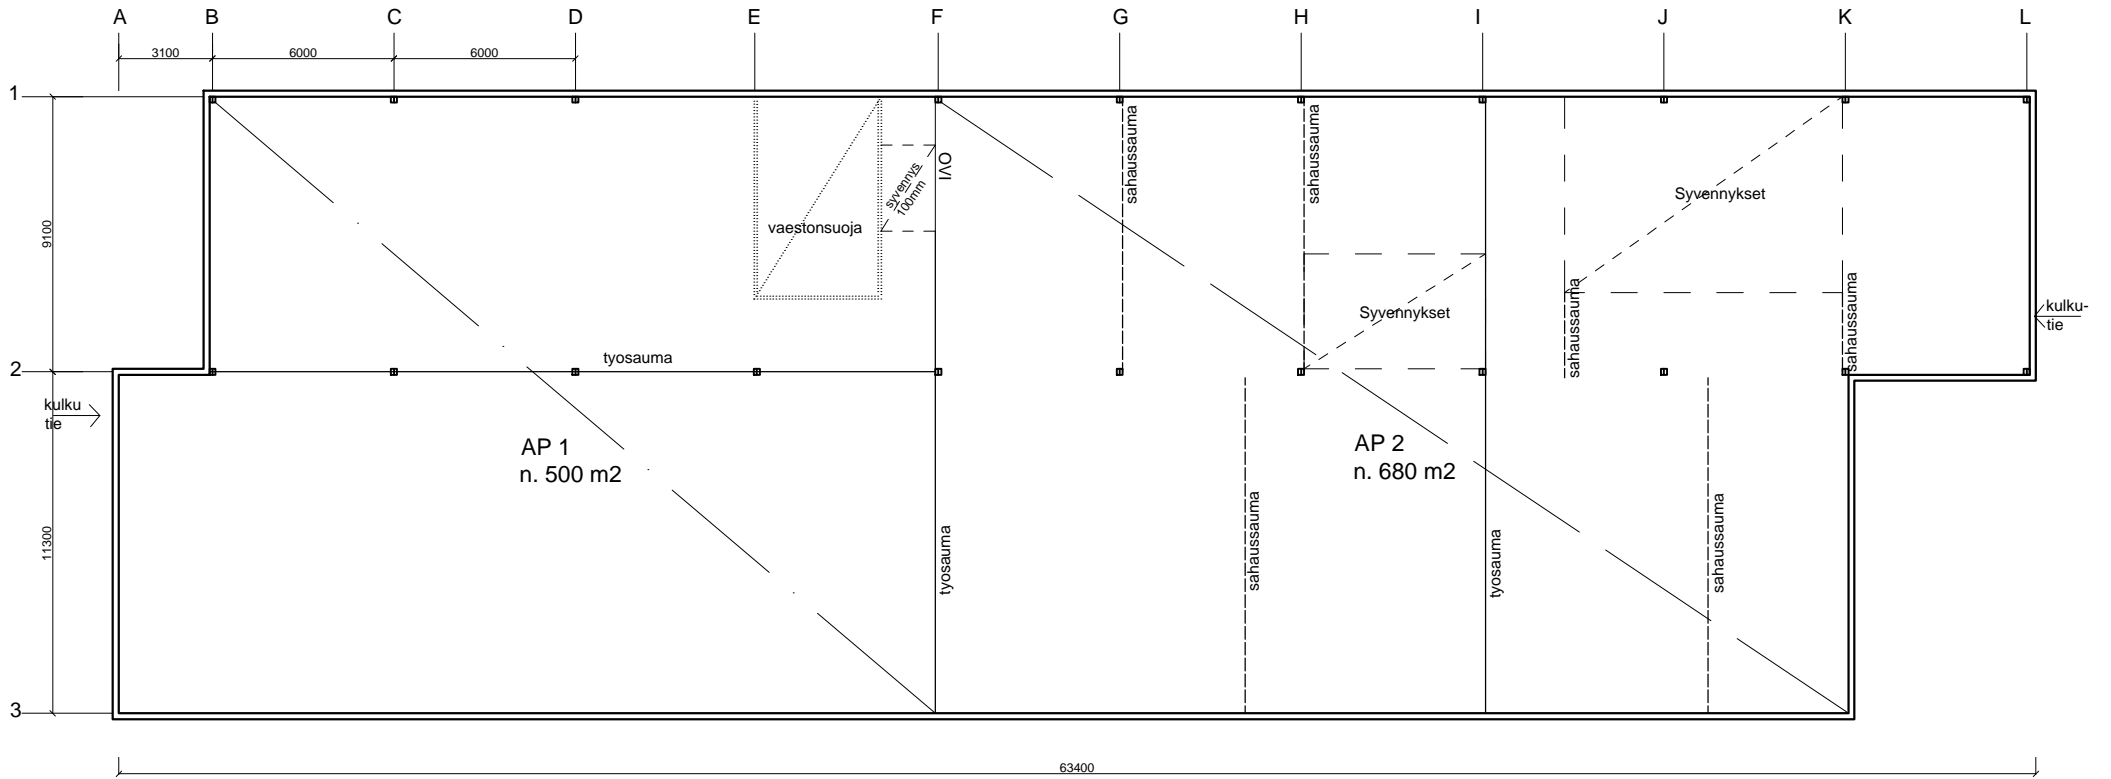 A B C D E F G H I J K L
3100 6000 6000
1
OVI
sahaussauma
sahaussauma
syvennys
100mm
Syvennykset
vaestonsuoja
9100
Syvennykset
sahaussauma
sahaussauma
kulku-
tie
tyosauma
2
kulku
tie
AP 1
n. 500 m2
AP 2
n. 680 m2
11300
tyosauma
sahaussauma
tyosauma
sahaussauma
3
63400